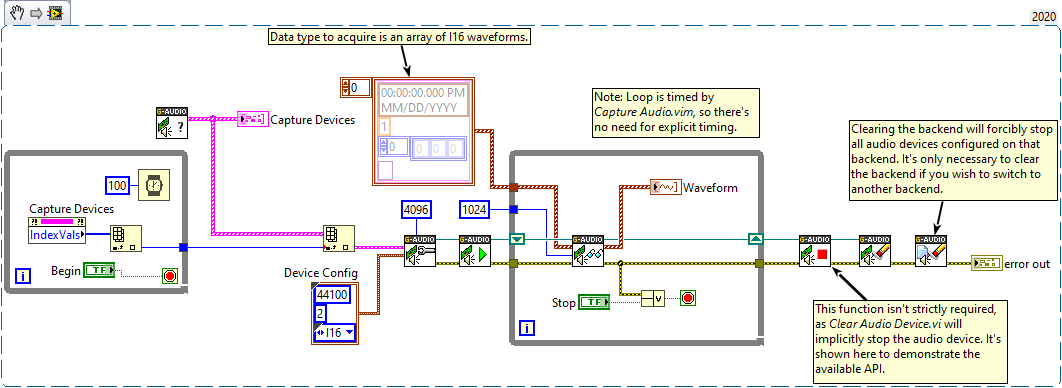 2020
Data type to acquire is an array of I16 waveforms.
0
00:00:00.000 PM
MM/DD/YYYY
1
0
0 0 0
G-AUDIO
?
Capture Devices
Note: Loop is timed by
Capture Audio.vim, so there's
no need for explicit timing.
Clearing the backend will forcibly stop
all audio devices configured on that
backend. It's only necessary to clear
the backend if you wish to switch to
another backend.
100
Capture Devices
IndexVals
Begin
TF
i
4096
1024
Waveform
G-AUDIO
G-AUDIO
G-AUDIO
G-AUDIO
G-AUDIO
G-AUDIO
error out
Device Config
44100
2
I16
Stop
TF
v
i
This function isn't strictly required,
as Clear Audio Device.vi will
implicitly stop the audio device. It's
shown here to demonstrate the
available API.